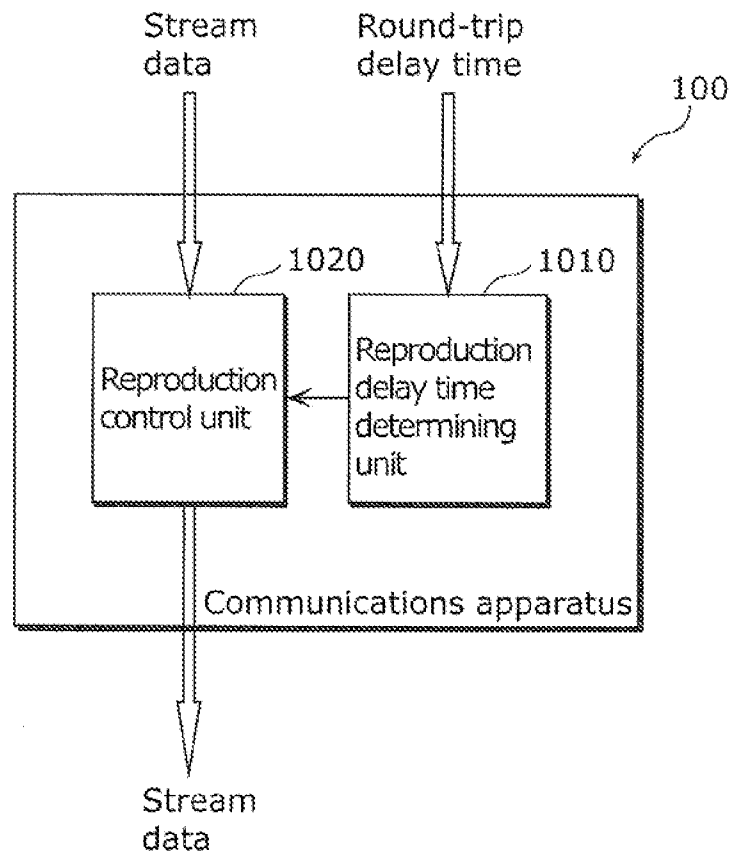 Stream
data
Round-trip
delay time
100
1020
1010
Reproduction
control unit
Reproduction
delay time
determining
unit
Communications apparatus
Stream
data